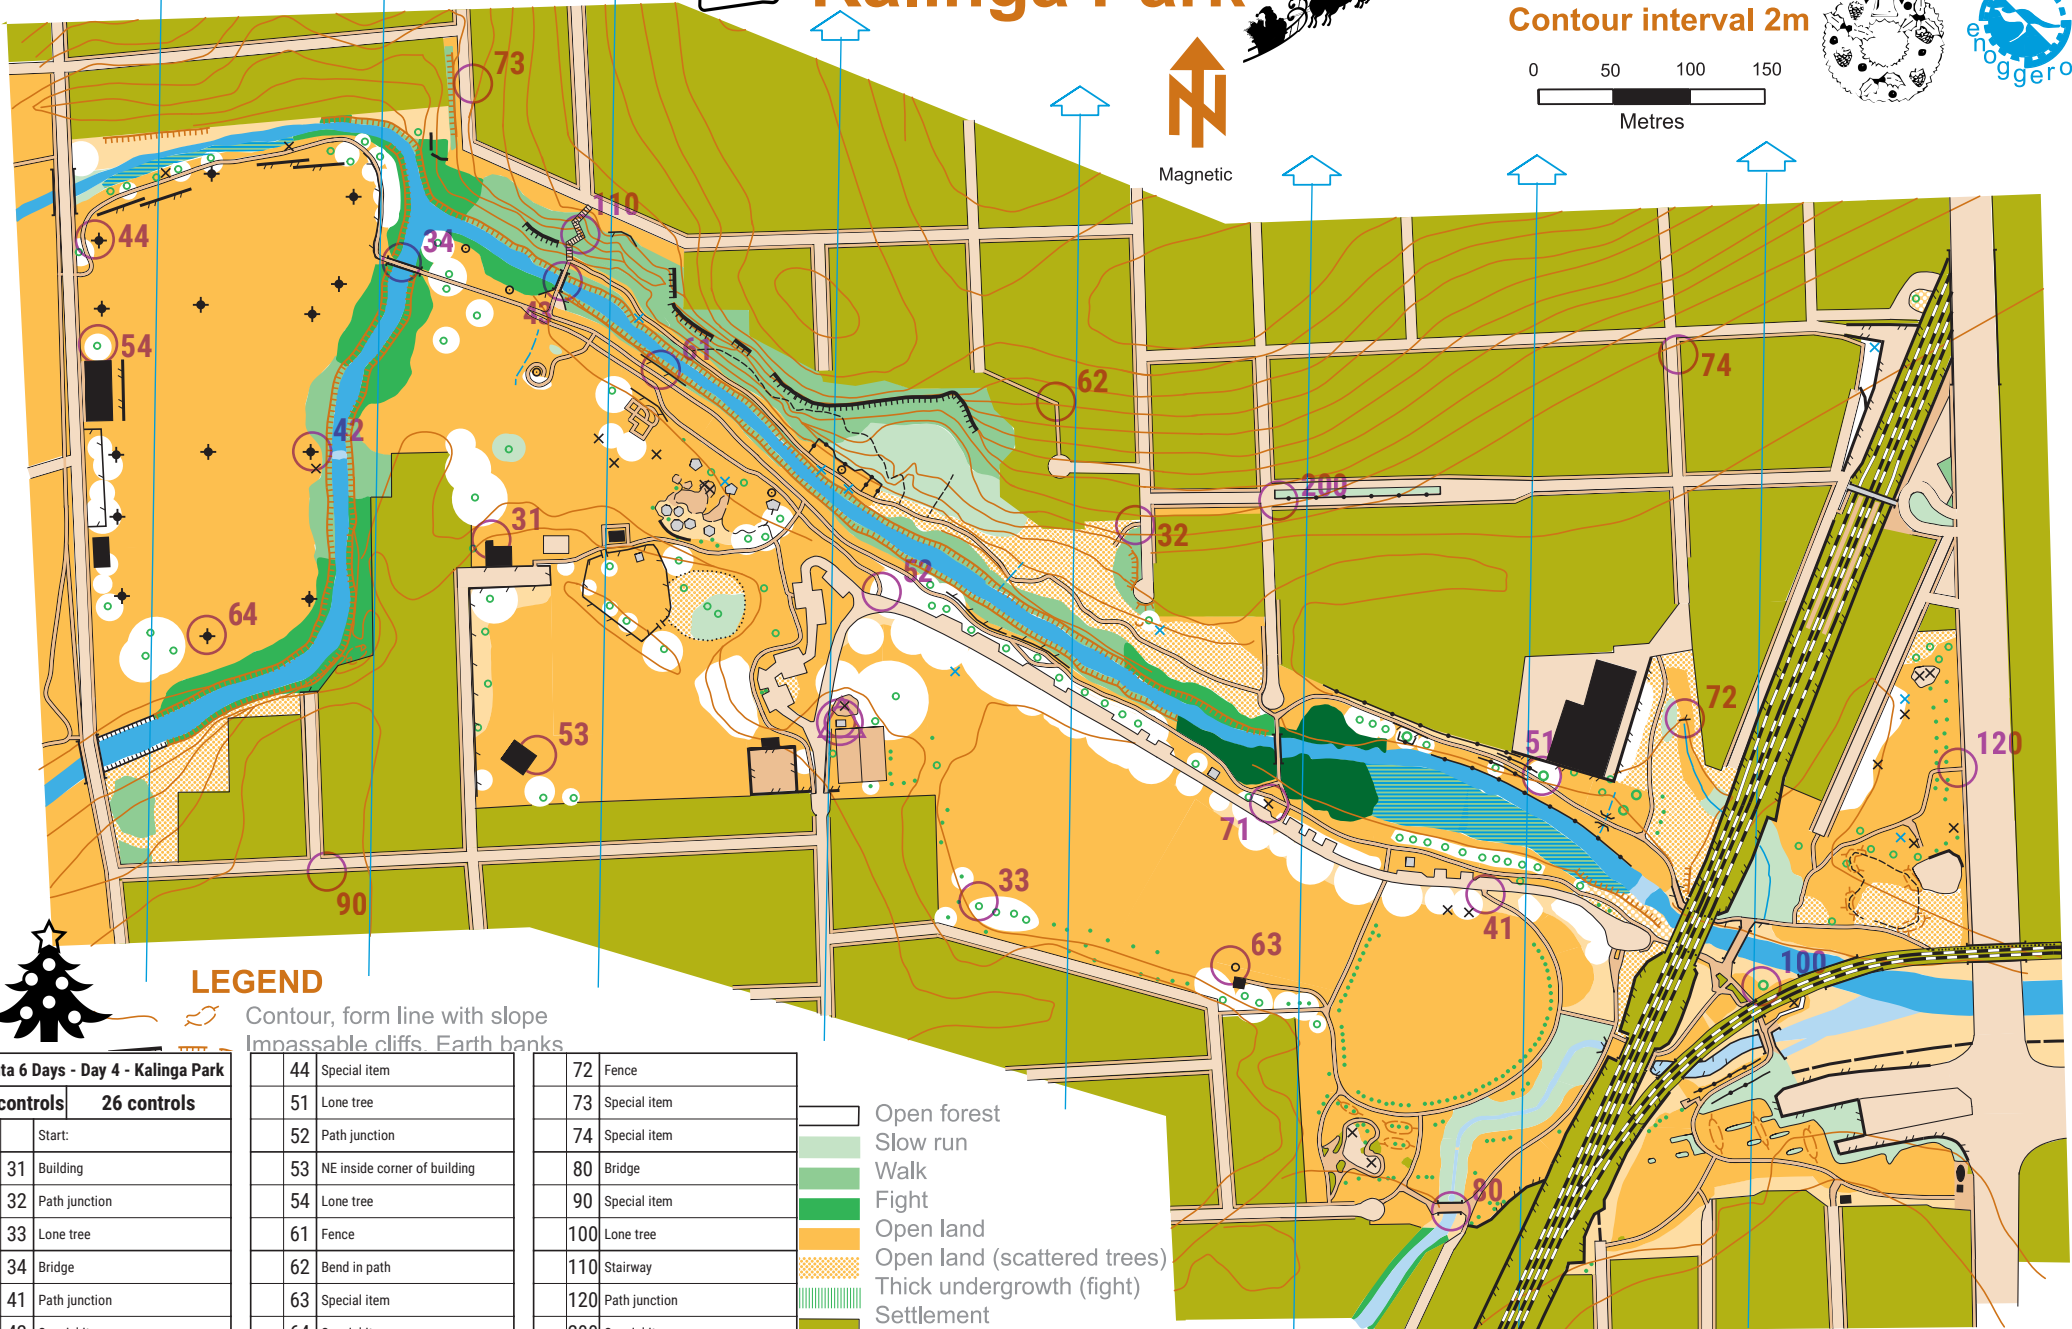 Kalinga Park
Contour interval 2m
0 50 100 150
Metres
enoggero
Magnetic
73
110
44
34
43
54
61
62
74
42
200
31
32
52
64
72
53
51
120
71
33
41
90
63
100
80
LEGEND
Contour, form line with slope
Impassable cliffs, Earth banks
Open forest
Slow run
Walk
Fight
Open land
Open land (scattered trees)
Thick undergrowth (fight)
Settlement
ta 6 Days - Day 4 - Kalinga Park
controls 26 controls
Start:
31 Building
32 Path junction
33 Lone tree
34 Bridge
41 Path junction
44 Special item
51 Lone tree
52 Path junction
53 NE inside corner of building
54 Lone tree
61 Fence
62 Bend in path
63 Special item
72 Fence
73 Special item
74 Special item
80 Bridge
90 Special item
100 Lone tree
110 Stairway
120 Path junction